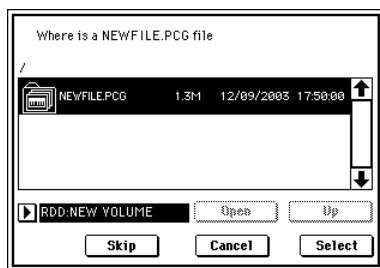 Where is a NEWFILE.PCG file
/
NEWFILE.PCG 1.3M 12/09/2003 17:50:00
RDD:NEW VOLUME Open Up
Skip Cancel Select